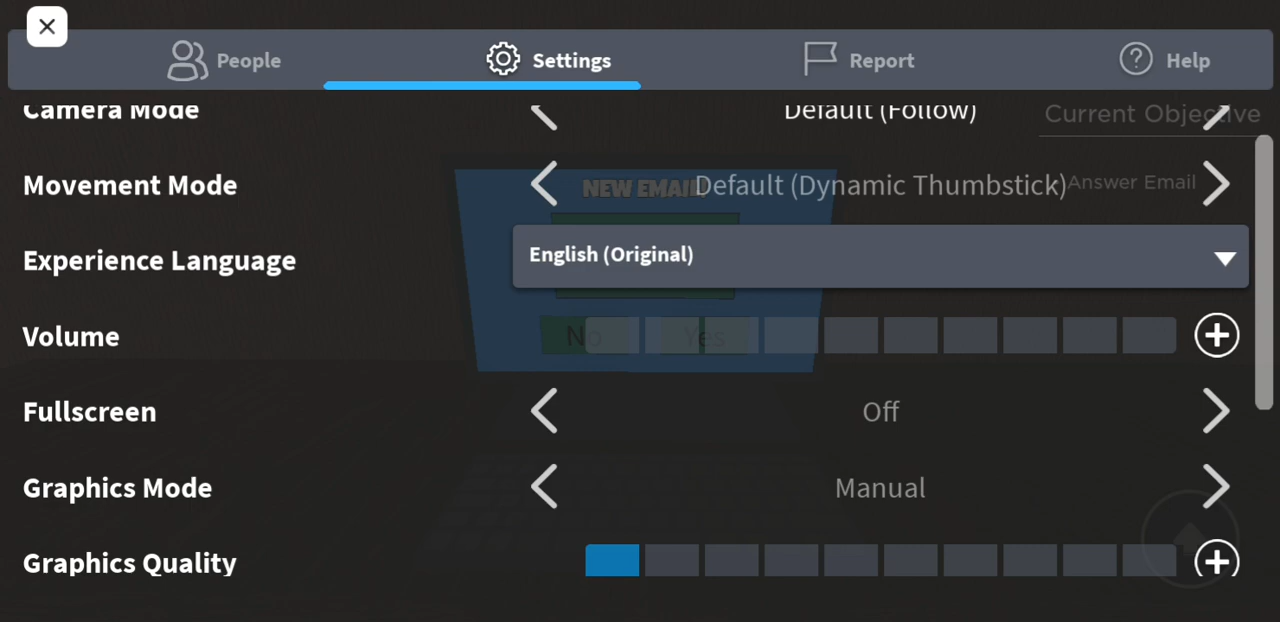 People Settings Report Help
Camera Mode Default (Follow) Current Objective
Movement Mode Default (Dynamic Thumbstick) Answer Email
NEW EMAIL
Experience Language English (Original)
Volume No Yes
Fullscreen Off
Graphics Mode Manual
Graphics Quality